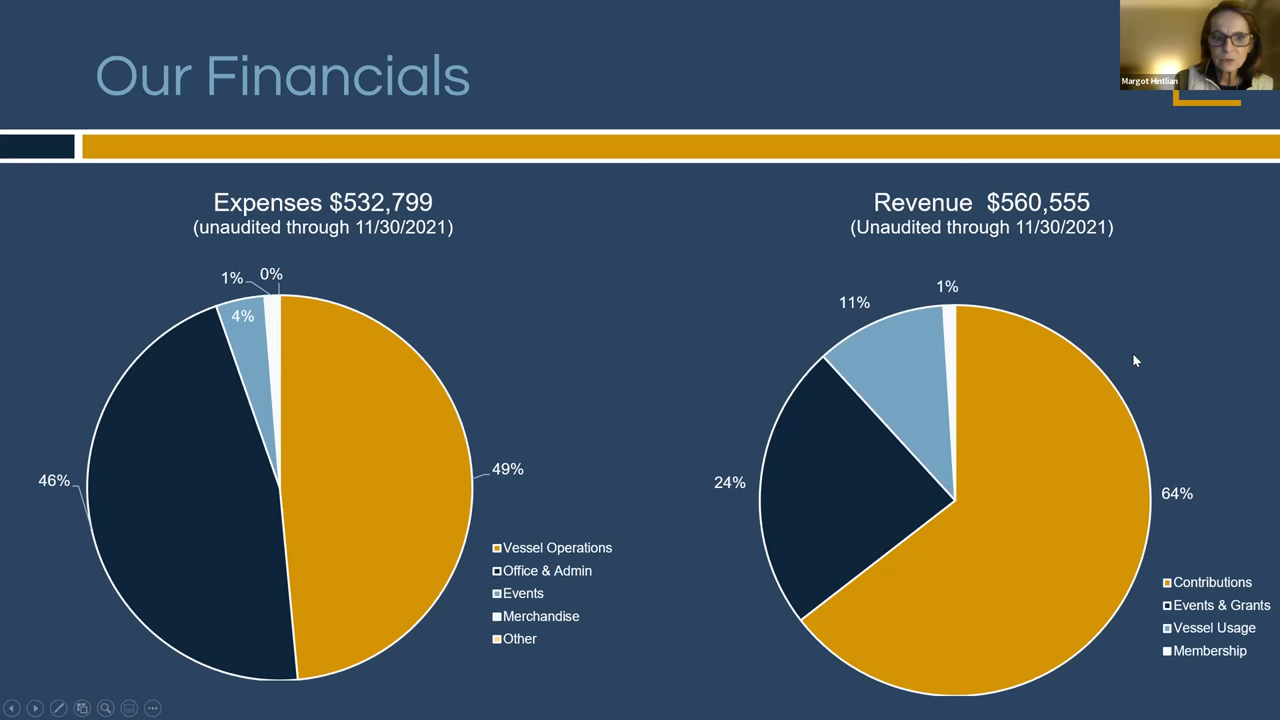 Our Financials
Margot Hintlian
Expenses $532,799
(unaudited through 11/30/2021)
1%
0%
4%
46%
49%
Vessel Operations
Office & Admin
Events
Merchandise
Other
Revenue $560,555
(Unaudited through 11/30/2021)
1%
11%
24%
64%
Contributions
Events & Grants
Vessel Usage
Membership